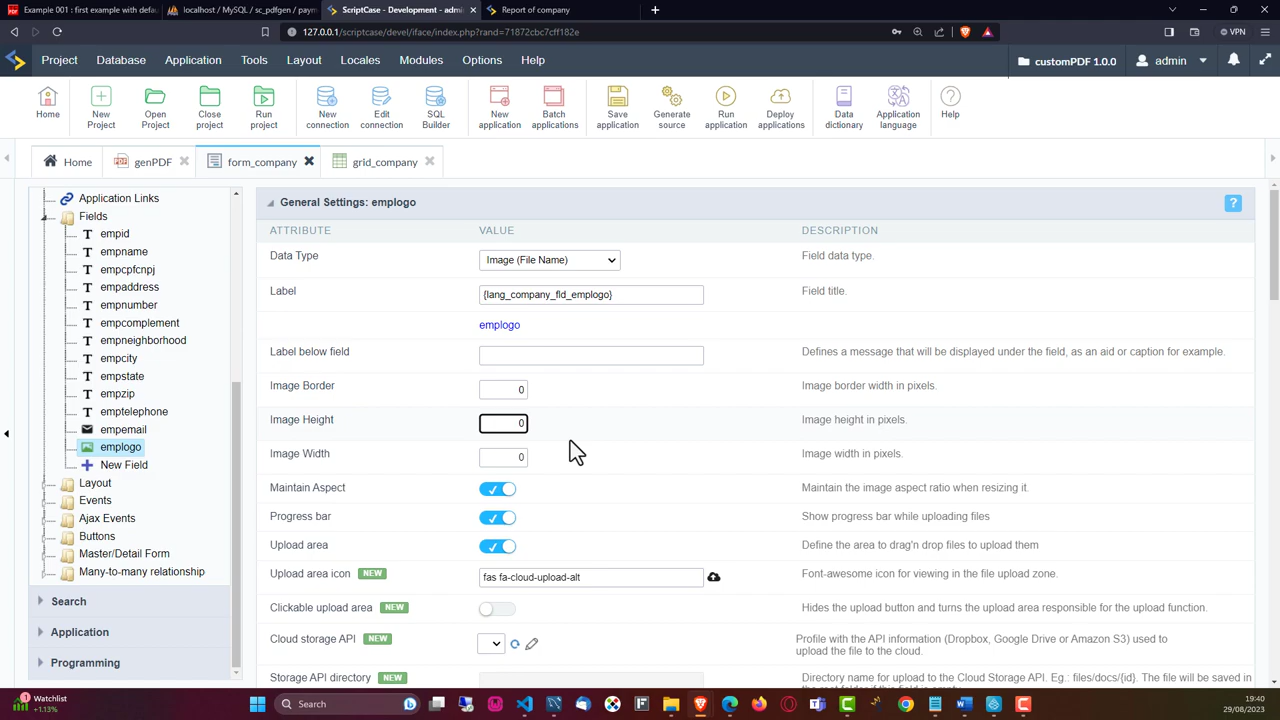 Example 001 : first example with defa
localhost / MySQL / sc_pdfgen / paym
ScriptCase - Development - admi
Report of company
127.0.0.1/scriptcase/devel/iface/index.php?rand=71872cbc7cff182e
VPN
Project Database Application Tools Layout Locales Modules Options Help
customPDF 1.0.0
admin
Home
New Project
Open Project
Close project
Run project
New connection
Edit connection
SQL Builder
New application
Batch applications
Save application
Generate source
Run application
Deploy applications
Data dictionary
Application language
Help
Home
genPDF
form_company
grid_company
Application Links
Fields
empid
empname
empcpfcnpj
empaddress
empnumber
empcomplement
empneighborhood
empcity
empstate
empzip
emptelephone
empemail
emplogo
New Field
Layout
Events
Ajax Events
Buttons
Master/Detail Form
Many-to-many relationship
Search
Application
Programming
General Settings: emplogo
?
ATTRIBUTE VALUE DESCRIPTION
Data Type Image (File Name) Field data type.
Label {lang_company_fld_emplogo} Field title.
emplogo
Label below field Defines a message that will be displayed under the field, as an aid or caption for example.
Image Border 0 Image border width in pixels.
Image Height 0 Image height in pixels.
Image Width 0 Image width in pixels.
Maintain Aspect Maintain the image aspect ratio when resizing it.
Progress bar Show progress bar while uploading files
Upload area Define the area to drag'n drop files to upload them
Upload area icon NEW fas fa-cloud-upload-alt Font-awesome icon for viewing in the file upload zone.
Clickable upload area NEW Hides the upload button and turns the upload area responsible for the upload function.
Cloud storage API NEW Profile with the API information (Dropbox, Google Drive or Amazon S3) used to
upload the file to the cloud.
Storage API directory NEW Directory name for upload to the Cloud Storage API. Eg.: files/docs/{id}. The file will be saved in
Watchlist
+1.13%
Search
19:40
29/08/2023